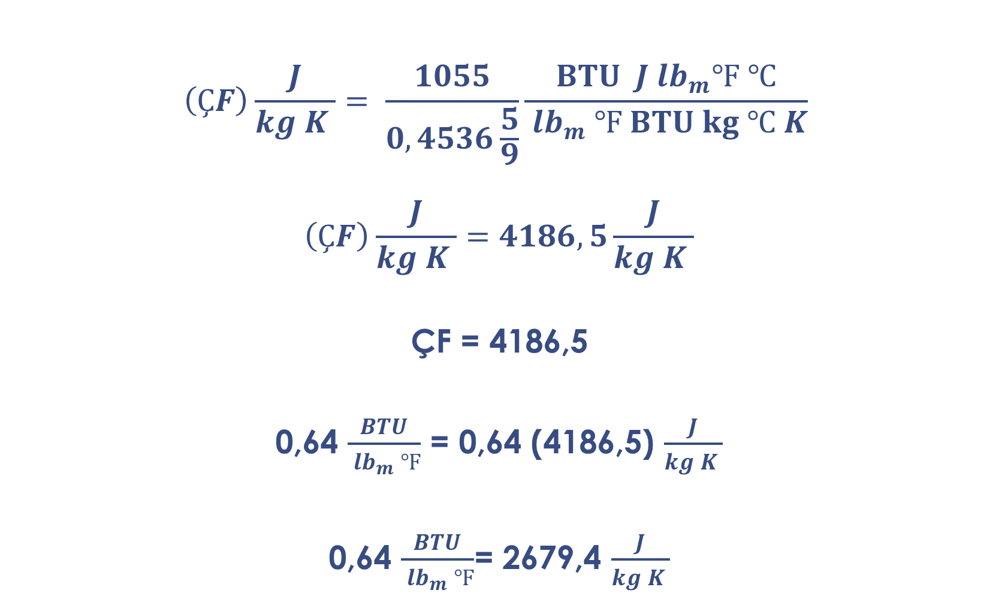 (ÇF) J/(kg K) = 1055/(0,4536 5/9) (BTU J lbₘ℉ ℃)/(lbₘ ℉ BTU kg ℃ K)
(ÇF) J/(kg K) = 4186,5 J/(kg K)
ÇF = 4186,5
0,64 BTU/(lbₘ ℉) = 0,64 (4186,5) J/(kg K)
0,64 BTU/(lbₘ ℉) = 2679,4 J/(kg K)